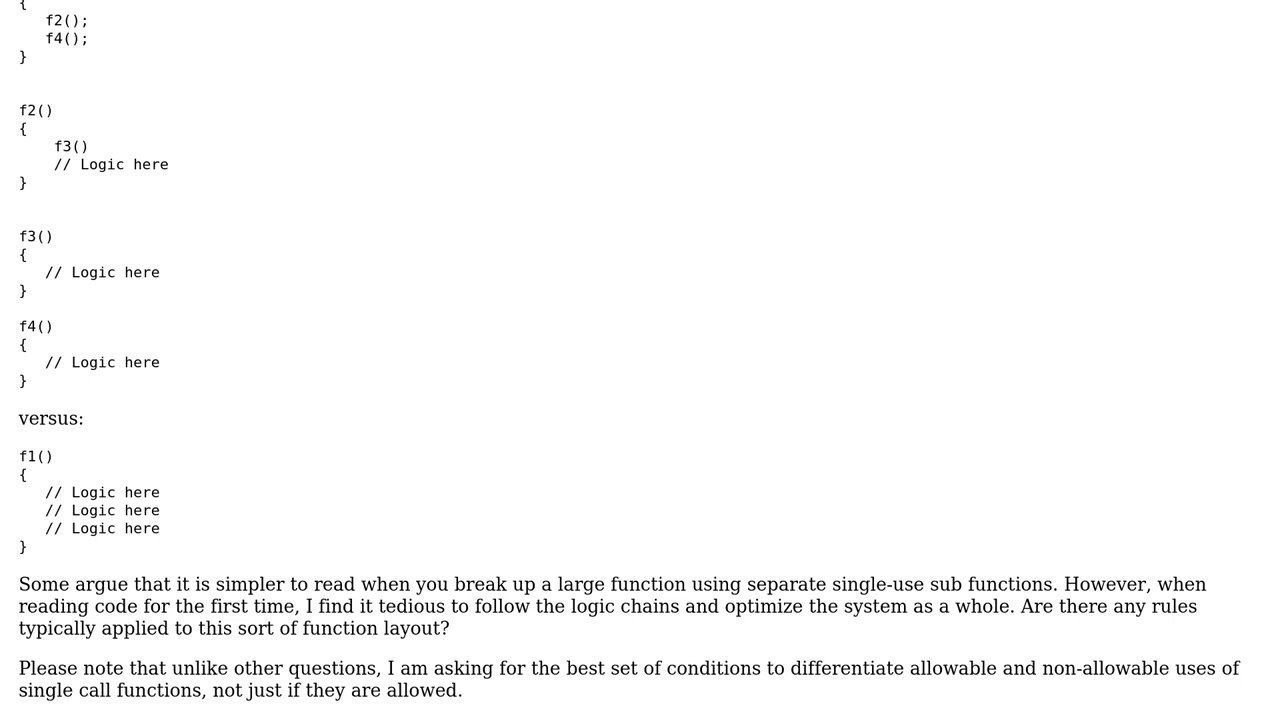 {
   f2();
   f4();
}
f2()
{
    f3()
    // Logic here
}
f3()
{
   // Logic here
}
f4()
{
   // Logic here
}
versus:
f1()
{
   // Logic here
   // Logic here
   // Logic here
}
Some argue that it is simpler to read when you break up a large function using separate single-use sub functions. However, when
reading code for the first time, I find it tedious to follow the logic chains and optimize the system as a whole. Are there any rules
typically applied to this sort of function layout?
Please note that unlike other questions, I am asking for the best set of conditions to differentiate allowable and non-allowable uses of
single call functions, not just if they are allowed.